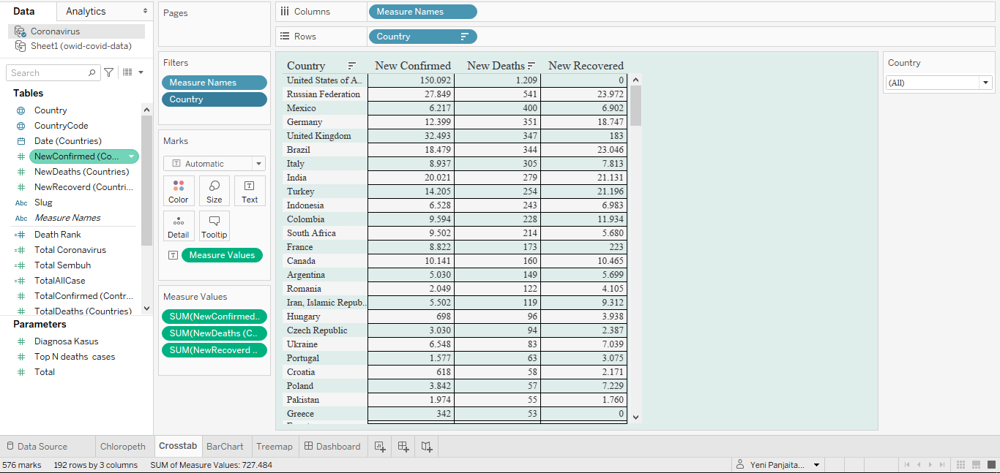 Data
Analytics
Coronavirus
Sheet1 (owid-covid-data)
Search
Tables
Country
CountryCode
Date (Countries)
NewConfirmed (Co...
NewDeaths (Countries)
NewRecoverd (Countri...
Abc Slug
Abc Measure Names
Death Rank
Total Coronavirus
Total Sembuh
TotalAllCase
TotalConfirmed (Contr...
TotalDeaths (Countries)
Parameters
Diagnosa Kasus
Top N deaths cases
Total
Pages
Filters
Measure Names
Country
Marks
T Automatic
Color Size T Text
Detail Tooltip
T Measure Values
Measure Values
SUM(NewConfirmed..
SUM(NewDeaths (C..
SUM(NewRecoverd ..
Columns Measure Names
Rows Country
Country New Confirmed New Deaths New Recovered
United States of A.. 150.092 1.209 0
Russian Federation 27.849 541 23.972
Mexico 6.217 400 6.902
Germany 12.399 351 18.747
United Kingdom 32.493 347 183
Brazil 18.479 344 23.046
Italy 8.937 305 7.813
India 20.021 279 21.131
Turkey 14.205 254 21.196
Indonesia 6.528 243 6.983
Colombia 9.594 228 11.934
South Africa 9.502 214 5.680
France 8.822 173 223
Canada 10.141 160 10.465
Argentina 5.030 149 5.699
Romania 2.049 122 4.105
Iran, Islamic Repub.. 5.502 119 9.312
Hungary 698 96 3.938
Czech Republic 3.030 94 2.387
Ukraine 6.548 83 7.039
Portugal 1.577 63 3.075
Croatia 618 58 2.171
Poland 3.842 57 7.229
Pakistan 1.974 55 1.760
Greece 342 53 0
Country
(All)
Data Source Chloropeth Crosstab BarChart Treemap Dashboard
576 marks 192 rows by 3 columns SUM of Measure Values: 727.484
Yeni Panjaita...